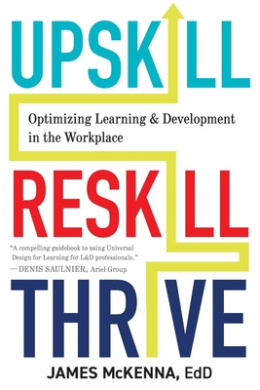 UPSKILL
Optimizing Learning & Development
in the Workplace
RESKILL
"A compelling guidebook to using Universal
Design for Learning for L&D professionals."
—DENIS SAULNIER, Ariel Group
THRIVE
JAMES McKENNA, EdD